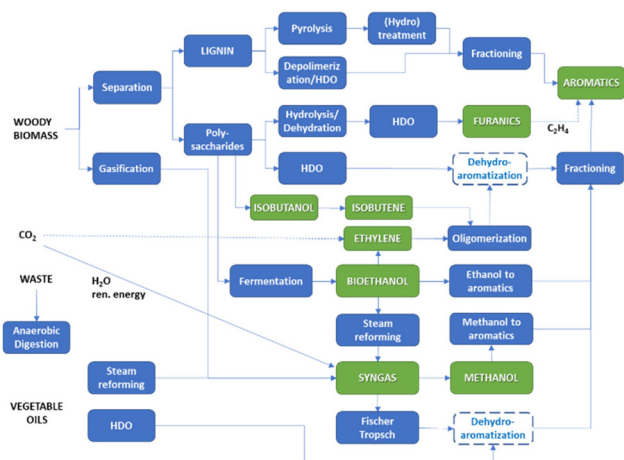 Pyrolysis
(Hydro)
treatment
LIGNIN
Fractioning
Depolimeriz
ation/HDO
AROMATICS
Separation
WOODY
BIOMASS
Poly-
saccharides
Hydrolysis/
Dehydration
HDO
FURANICS
C₂H₄
Gasification
HDO
Dehydro-
aromatization
Fractioning
ISOBUTANOL
ISOBUTENE
CO₂
ETHYLENE
Oligomerization
WASTE
H₂O
ren. energy
Fermentation
BIOETHANOL
Ethanol to
aromatics
Anaerobic
Digestion
Steam
reforming
Methanol to
aromatics
Steam
reforming
SYNGAS
METHANOL
VEGETABLE
OILS
HDO
Fischer
Tropsch
Dehydro-
aromatization